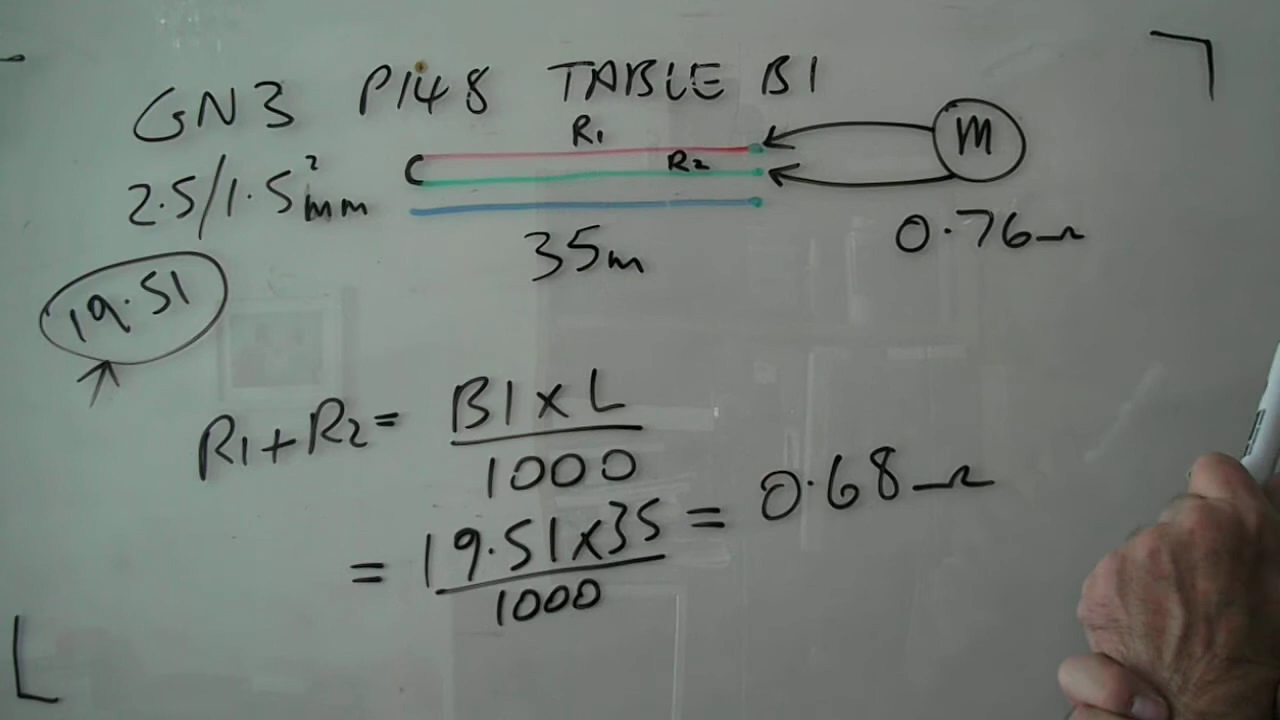 GN3 P148 TABLE B1
R1
M
C
R2
2.5/1.5mm²
35m
0.76Ω
19.51
R1+R2= B1xL
1000
= 19.51x35 = 0.68Ω
1000